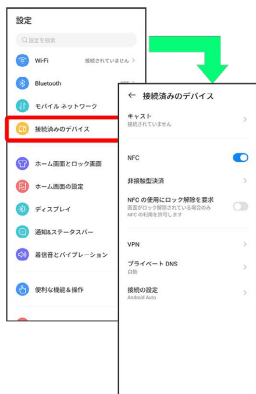 設定
設定を検索
Wi-Fi 接続されていません
Bluetooth
モバイル ネットワーク
接続済みのデバイス
ホーム画面とロック画面
ホーム画面の設定
ディスプレイ
通知&ステータスバー
着信音とバイブレーション
便利な機能&操作
← 接続済みのデバイス
キャスト
接続されていません
NFC
非接触型決済
NFC の使用にロック解除を要求
画面がロック解除されている場合のみ
NFC の利用を許可します
VPN
プライベート DNS
自動
接続の設定
Android Auto